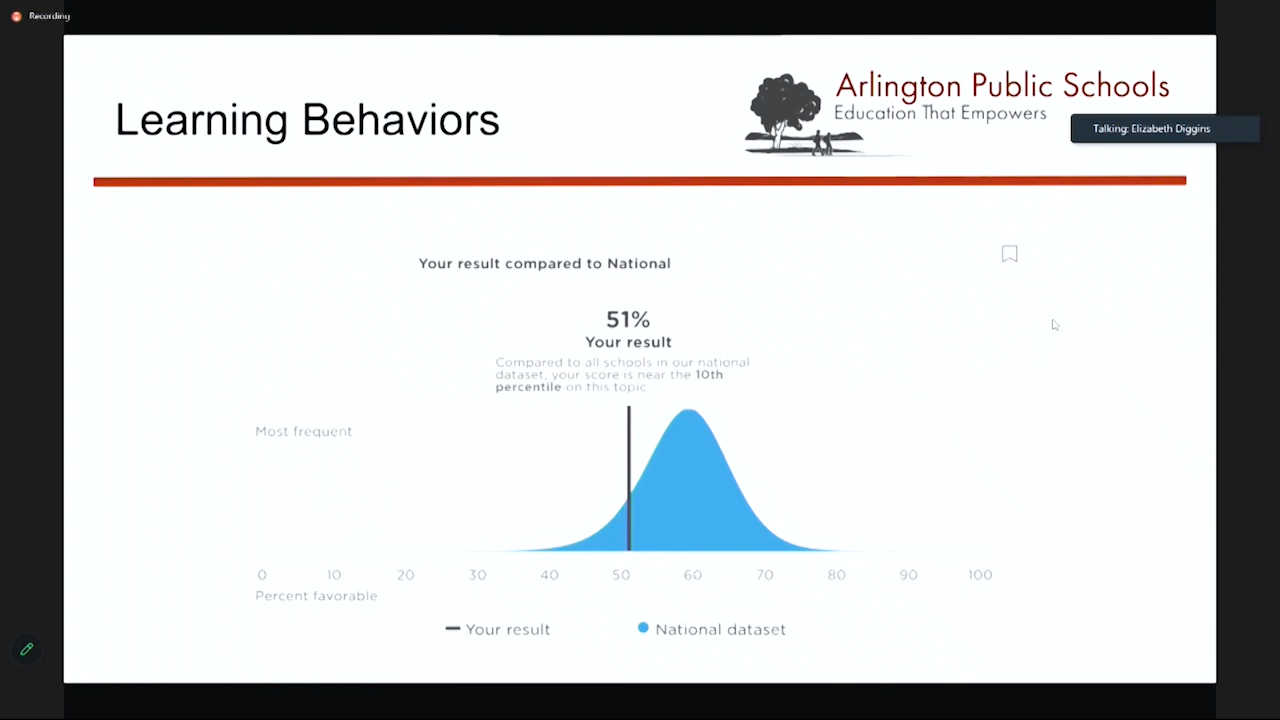 Recording
Learning Behaviors
Arlington Public Schools
Education That Empowers
Talking: Elizabeth Diggins
Your result compared to National
51%
Your result
Compared to all schools in our national
dataset, your score is near the 10th
percentile on this topic.
Most frequent
0 10 20 30 40 50 60 70 80 90 100
Percent favorable
Your result National dataset